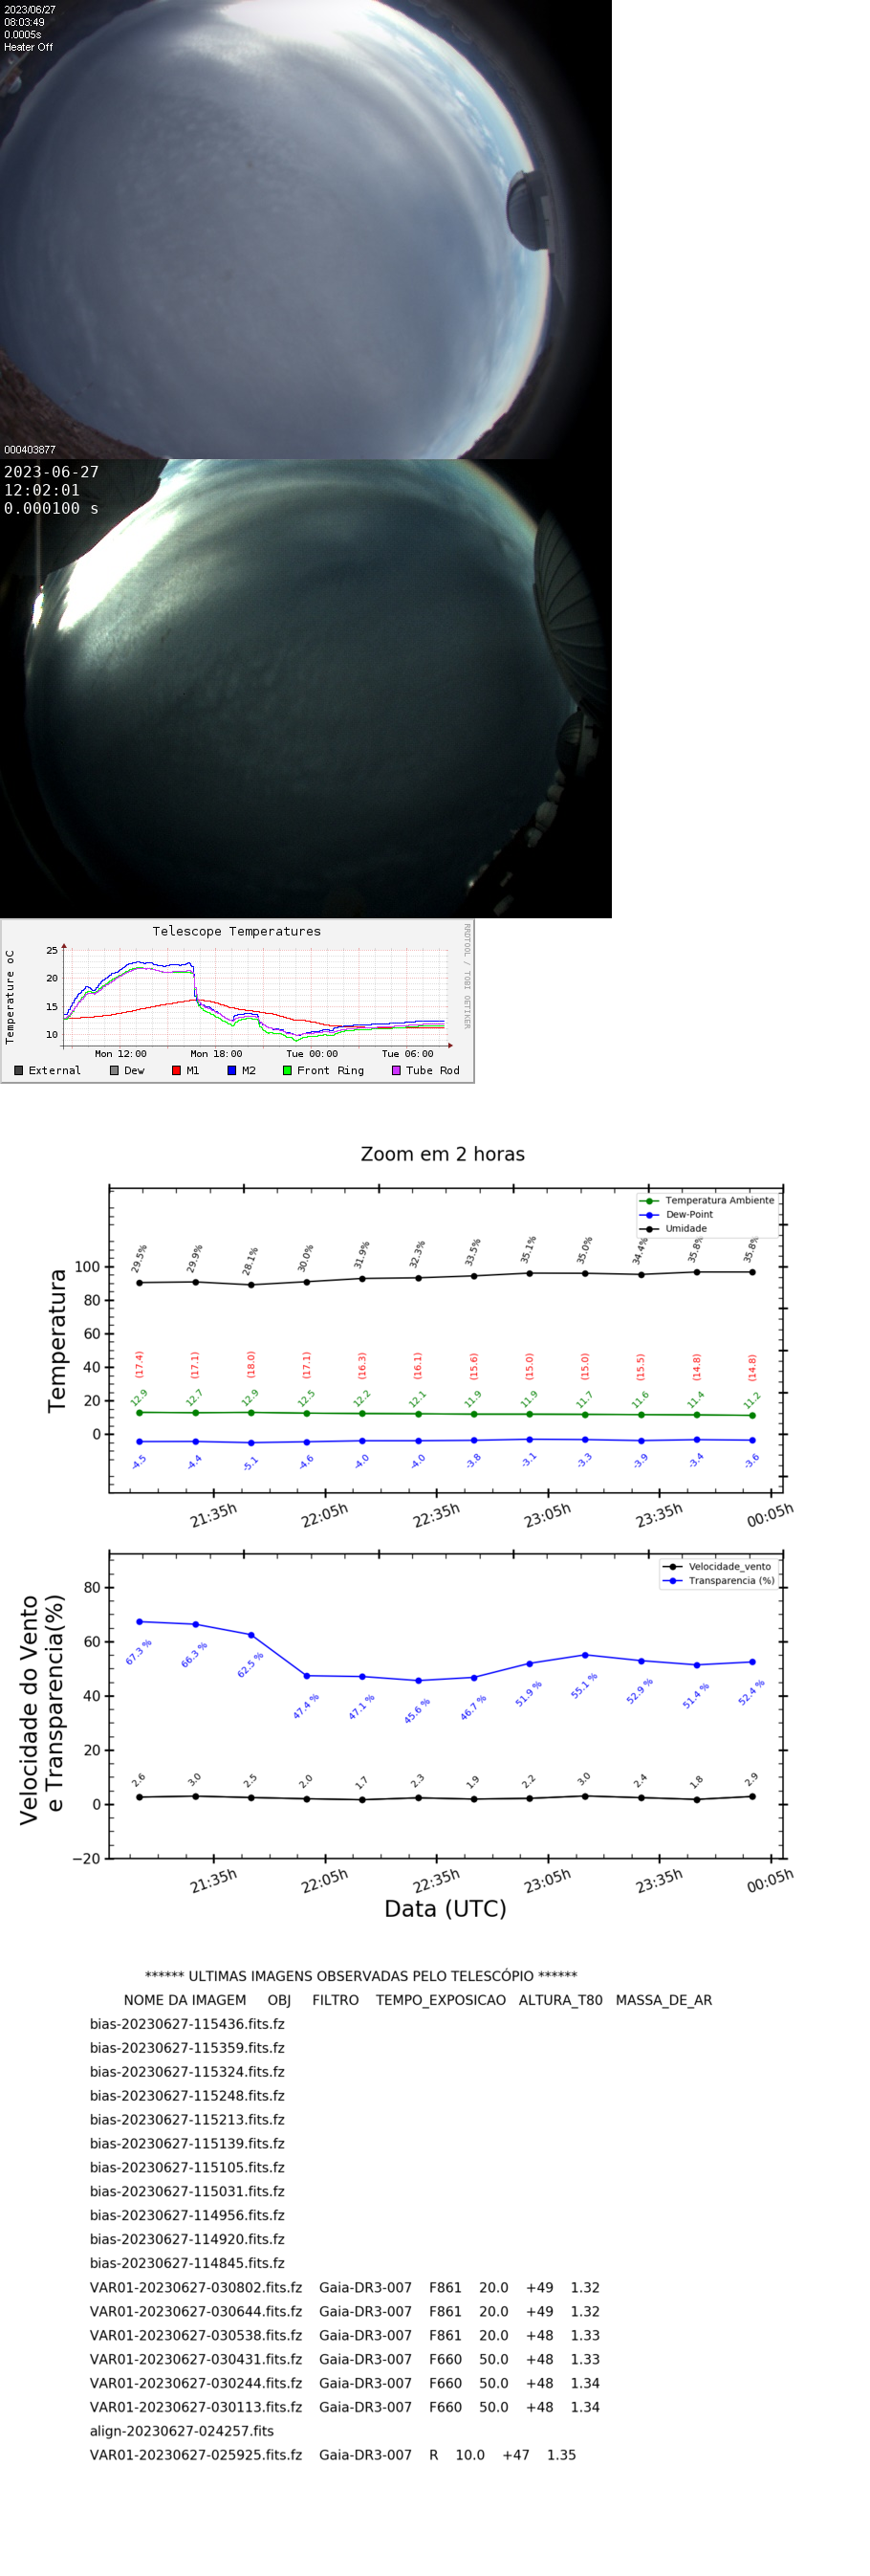 2023/06/27
08:03:49
0.0005s
Heater Off
000403877
2023-06-27
12:02:01
0.000100 s
Telescope Temperatures
RRDTOOL / TOBI OETIKER
Temperature oC
25
20
15
10
Mon 12:00 Mon 18:00 Tue 00:00 Tue 06:00
External Dew M1 M2 Front Ring Tube Rod
Zoom em 2 horas
Temperatura Ambiente
Dew-Point
Umidade
Temperatura
100
80
60
40
20
0
29.5% 29.9% 28.1% 30.0% 31.9% 32.3% 33.5% 35.1% 35.0% 34.4% 35.8% 35.8%
(17.4) (17.1) (18.0) (17.1) (16.3) (16.1) (15.6) (15.0) (15.0) (15.5) (14.8) (14.8)
12.9 12.7 12.9 12.5 12.2 12.1 11.9 11.9 11.7 11.6 11.4 11.2
-4.5 -4.4 -5.1 -4.6 -4.0 -4.0 -3.8 -3.1 -3.3 -3.9 -3.4 -3.6
21:35h 22:05h 22:35h 23:05h 23:35h 00:05h
Velocidade_vento
Transparencia (%)
Velocidade do Vento
e Transparencia(%)
80
60
40
20
0
−20
67.3 % 66.3 % 62.5 % 47.4 % 47.1 % 45.6 % 46.7 % 51.9 % 55.1 % 52.9 % 51.4 % 52.4 %
2.6 3.0 2.5 2.0 1.7 2.3 1.9 2.2 3.0 2.4 1.8 2.9
21:35h 22:05h 22:35h 23:05h 23:35h 00:05h
Data (UTC)
****** ULTIMAS IMAGENS OBSERVADAS PELO TELESCÓPIO ******
NOME DA IMAGEM OBJ FILTRO TEMPO_EXPOSICAO ALTURA_T80 MASSA_DE_AR
bias-20230627-115436.fits.fz
bias-20230627-115359.fits.fz
bias-20230627-115324.fits.fz
bias-20230627-115248.fits.fz
bias-20230627-115213.fits.fz
bias-20230627-115139.fits.fz
bias-20230627-115105.fits.fz
bias-20230627-115031.fits.fz
bias-20230627-114956.fits.fz
bias-20230627-114920.fits.fz
bias-20230627-114845.fits.fz
VAR01-20230627-030802.fits.fz Gaia-DR3-007 F861 20.0 +49 1.32
VAR01-20230627-030644.fits.fz Gaia-DR3-007 F861 20.0 +49 1.32
VAR01-20230627-030538.fits.fz Gaia-DR3-007 F861 20.0 +48 1.33
VAR01-20230627-030431.fits.fz Gaia-DR3-007 F660 50.0 +48 1.33
VAR01-20230627-030244.fits.fz Gaia-DR3-007 F660 50.0 +48 1.34
VAR01-20230627-030113.fits.fz Gaia-DR3-007 F660 50.0 +48 1.34
align-20230627-024257.fits
VAR01-20230627-025925.fits.fz Gaia-DR3-007 R 10.0 +47 1.35